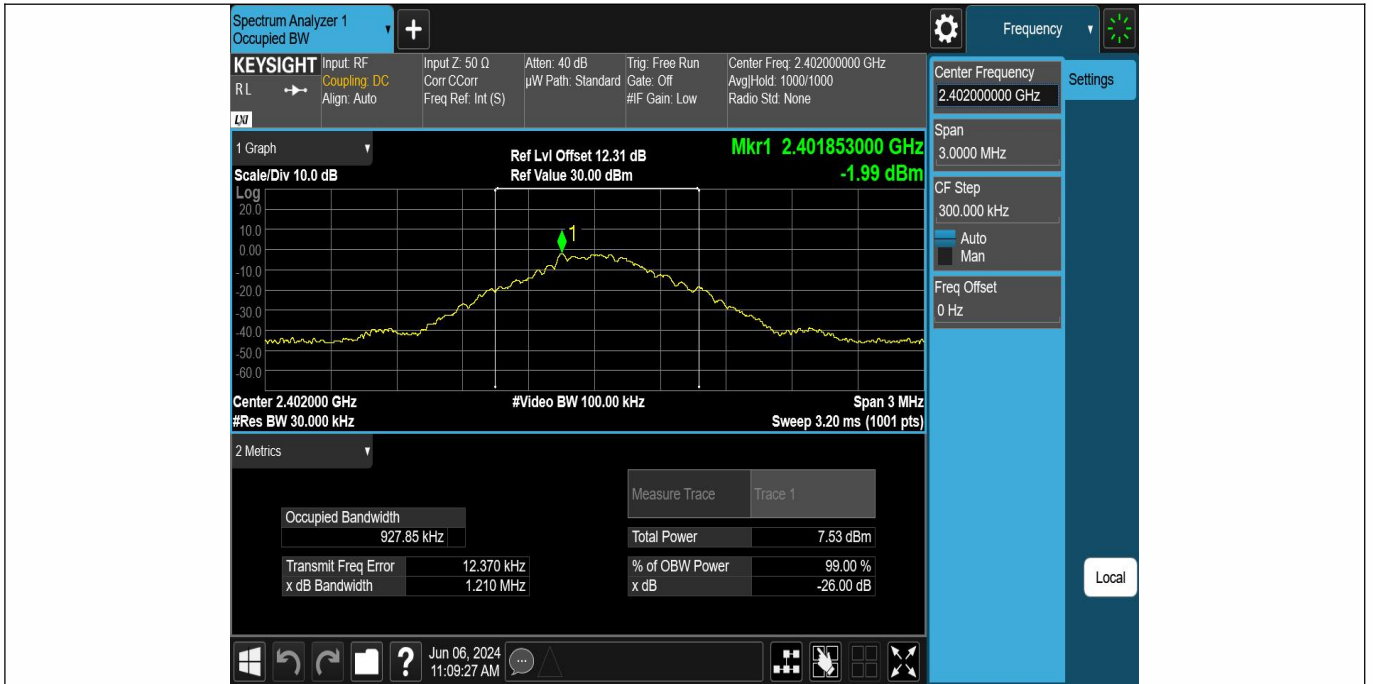 Spectrum Analyzer 1
Occupied BW
+
Frequency
KEYSIGHT
RL
LXI
Input: RF
Coupling: DC
Align: Auto
Input Z: 50 Ω
Corr CCorr
Freq Ref: Int (S)
Atten: 40 dB
µW Path: Standard
Trig: Free Run
Gate: Off
#IF Gain: Low
Center Freq: 2.402000000 GHz
Avg|Hold: 1000/1000
Radio Std: None
Center Frequency
2.402000000 GHz
Settings
Span
3.0000 MHz
CF Step
300.000 kHz
Auto
Man
Freq Offset
0 Hz
Local
1 Graph
Scale/Div 10.0 dB
Ref Lvl Offset 12.31 dB
Ref Value 30.00 dBm
Mkr1 2.401853000 GHz
-1.99 dBm
Log
20.0
10.0
0.00
-10.0
-20.0
-30.0
-40.0
-50.0
-60.0
1
Center 2.402000 GHz
#Video BW 100.00 kHz
Span 3 MHz
#Res BW 30.000 kHz
Sweep 3.20 ms (1001 pts)
2 Metrics
Measure Trace Trace 1
Occupied Bandwidth
927.85 kHz
Total Power 7.53 dBm
Transmit Freq Error 12.370 kHz
% of OBW Power 99.00 %
x dB Bandwidth 1.210 MHz
x dB -26.00 dB
?
Jun 06, 2024
11:09:27 AM